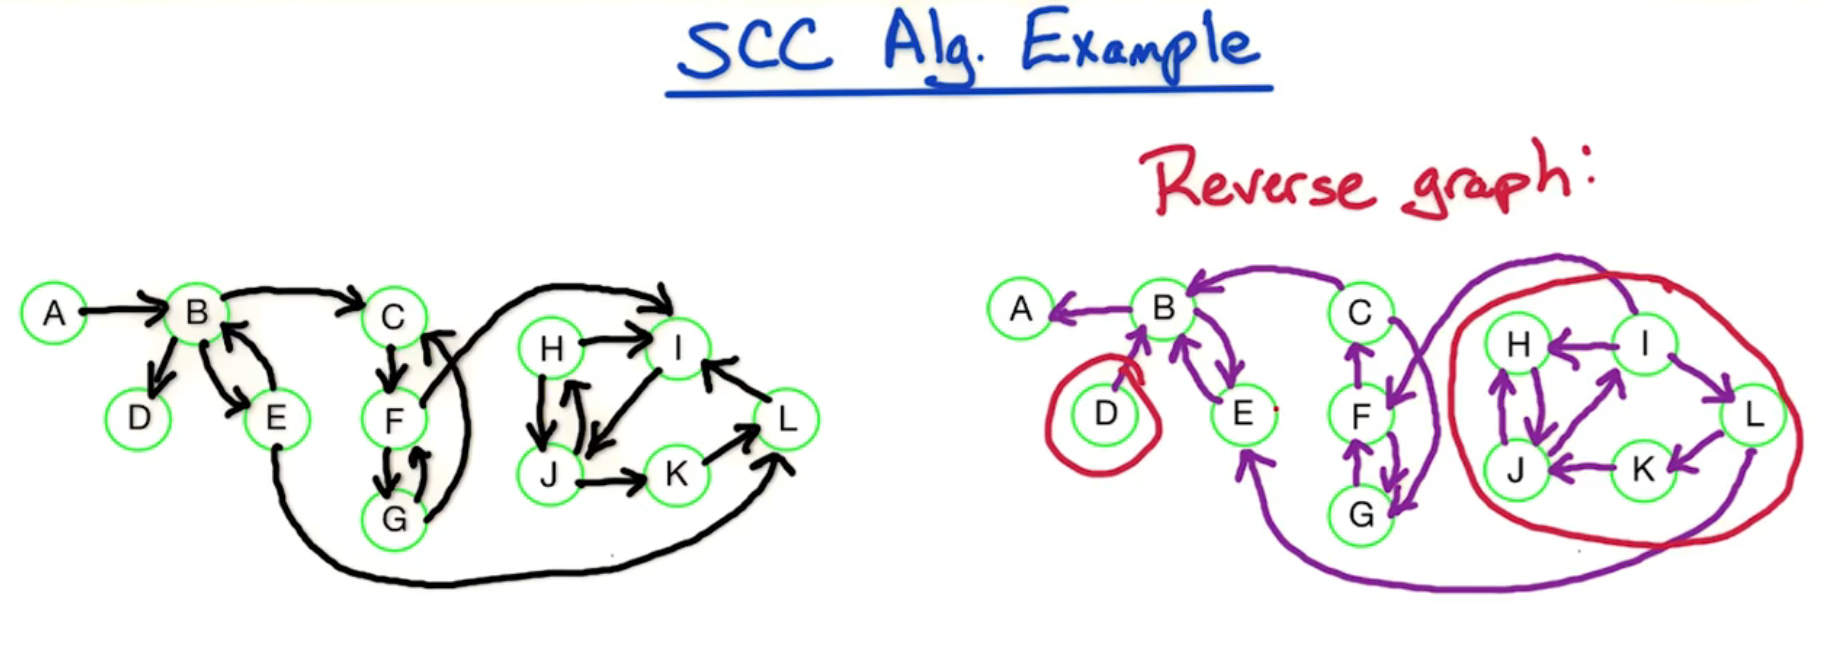 SCC Alg. Example
Reverse graph:
A B C
H I
D E F L
J K
G
A B C
H I
D E F L
J K
G